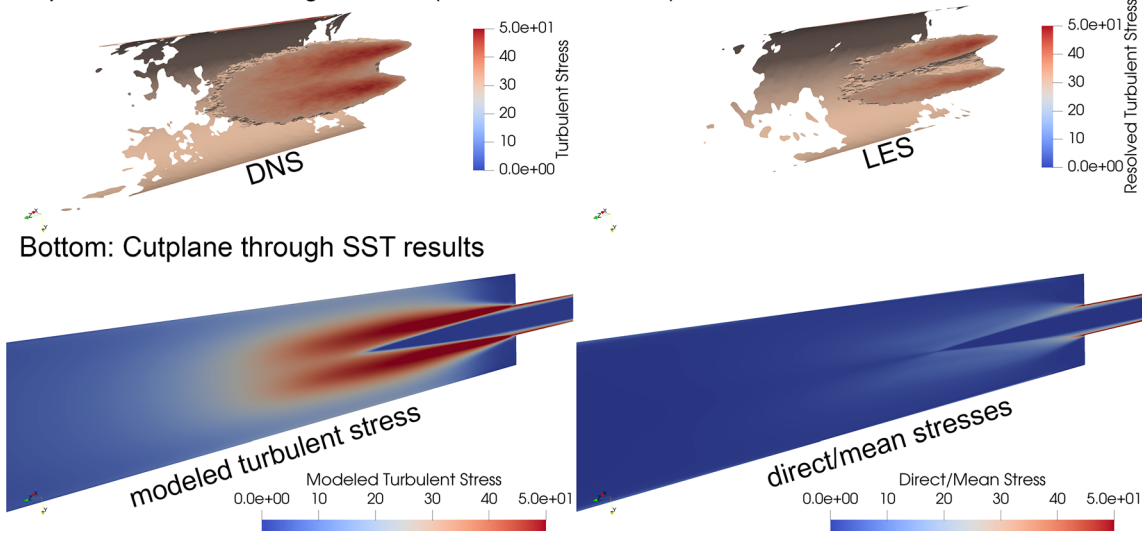 5.0e+01
40
30
20
10
0.0e+00
Turbulent Stress
DNS
5.0e+01
40
30
20
10
0.0e+00
Resolved Turbulent Stress
LES
Bottom: Cutplane through SST results
modeled turbulent stress
Modeled Turbulent Stress
0.0e+00 10 20 30 40 5.0e+01
direct/mean stresses
Direct/Mean Stress
0.0e+00 10 20 30 40 5.0e+01